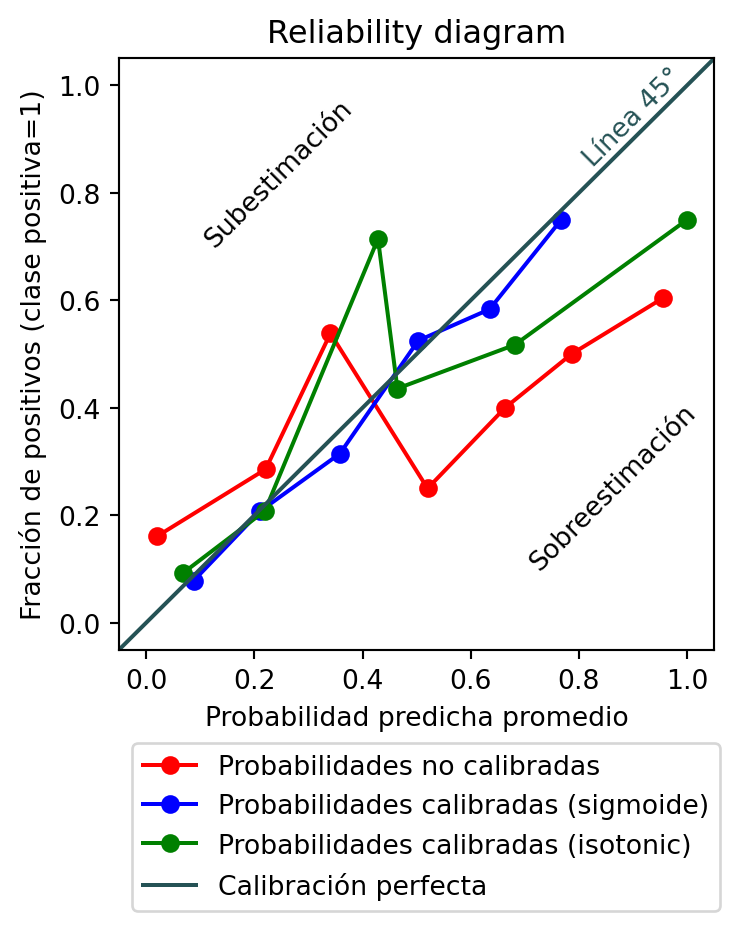 Reliability diagram
Fracción de positivos (clase positiva=1)
1.0
0.8
0.6
0.4
0.2
0.0
Subestimación
Línea 45°
Sobreestimación
0.0 0.2 0.4 0.6 0.8 1.0
Probabilidad predicha promedio
Probabilidades no calibradas
Probabilidades calibradas (sigmoide)
Probabilidades calibradas (isotonic)
Calibración perfecta